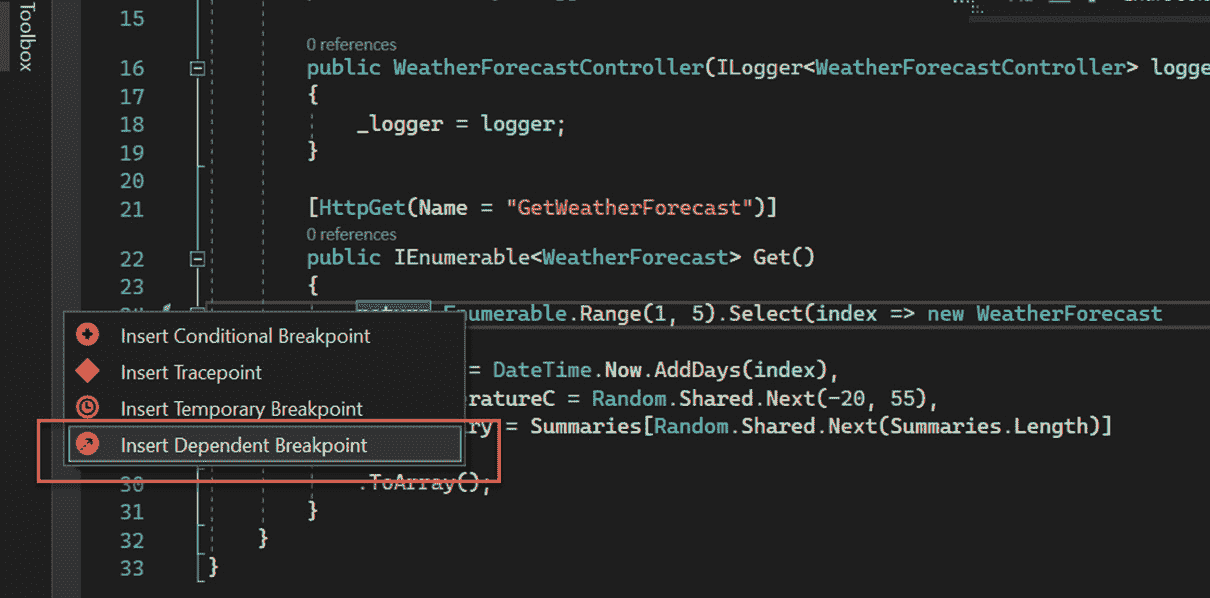 Toolbox
15
0 references
16 public WeatherForecastController(ILogger<WeatherForecastController> logge
17 {
18 _logger = logger;
19 }
20
21 [HttpGet(Name = "GetWeatherForecast")]
0 references
22 public IEnumerable<WeatherForecast> Get()
23 {
Enumerable.Range(1, 5).Select(index => new WeatherForecast
Insert Conditional Breakpoint
Insert Tracepoint
= DateTime.Now.AddDays(index),
Insert Temporary Breakpoint
ratureC = Random.Shared.Next(-20, 55),
Insert Dependent Breakpoint
ry = Summaries[Random.Shared.Next(Summaries.Length)]
30 .ToArray();
31 }
32 }
33 }